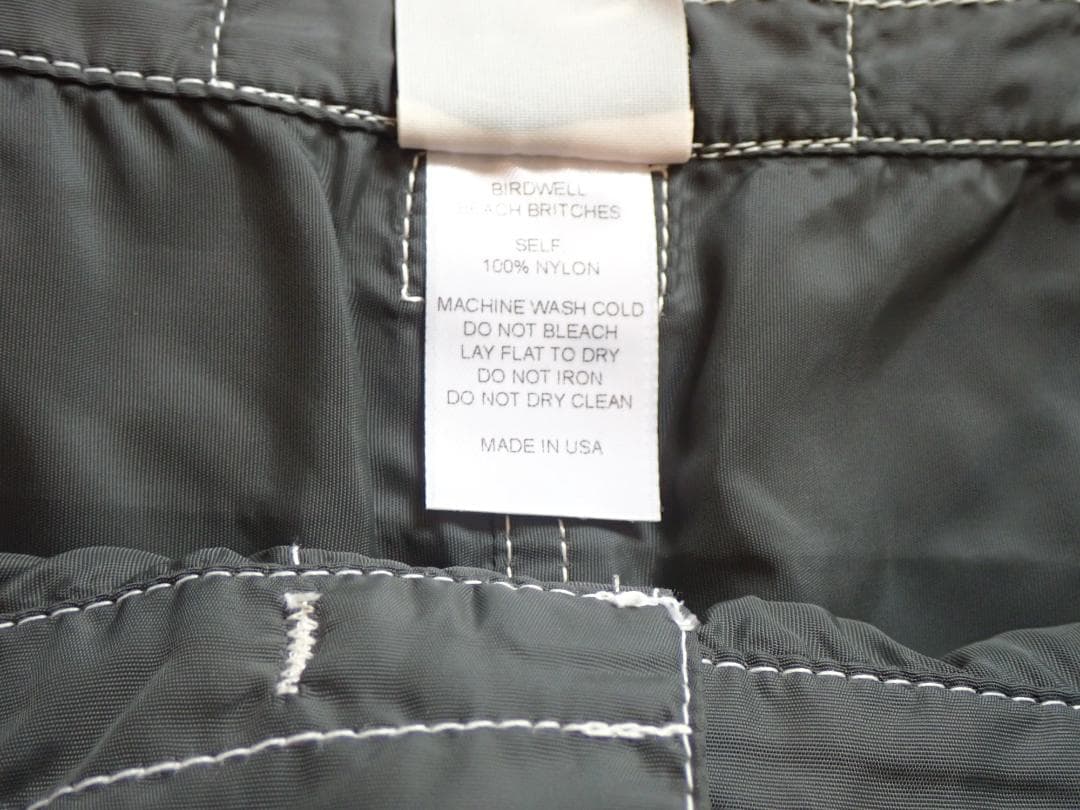 BIRDWELL
BEACH BRITCHES
SELF
100% NYLON
MACHINE WASH COLD
DO NOT BLEACH
LAY FLAT TO DRY
DO NOT IRON
DO NOT DRY CLEAN
MADE IN USA